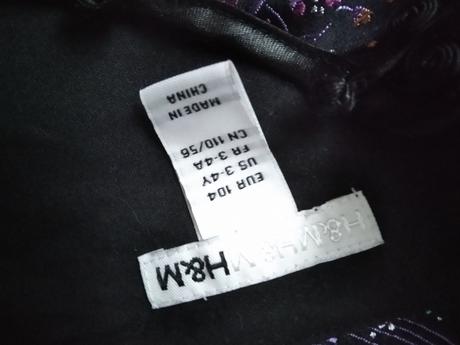 H&M H&M H&M
EUR 104
US 3-4Y
FR 3-4A
CN 110/56
MADE IN
CHINA